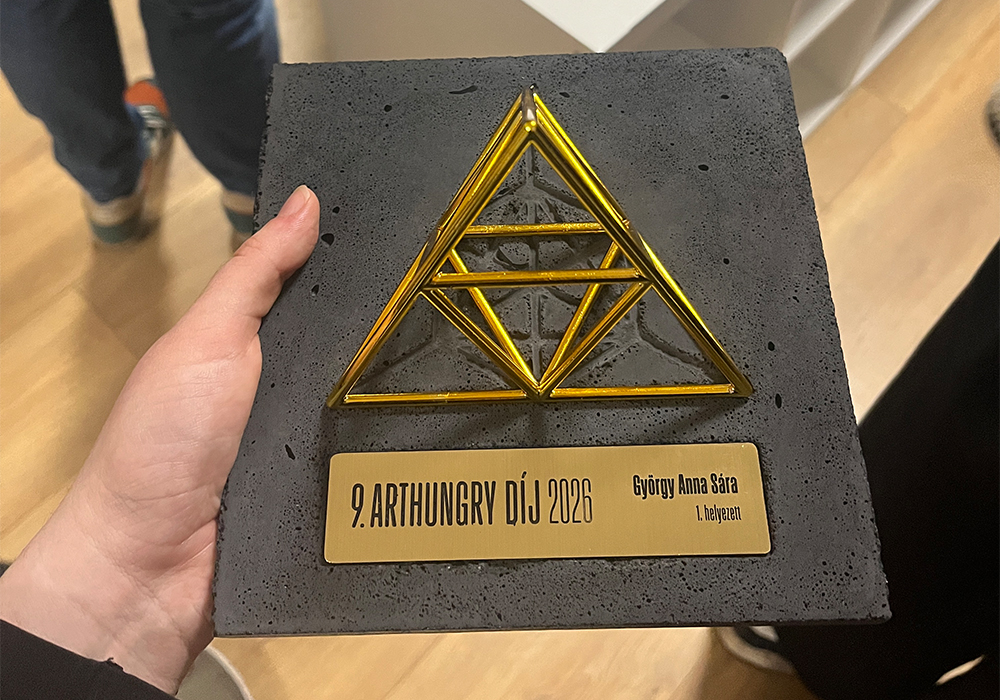 9. ARTHUNGRY DÍJ 2026
György Anna Sára
1. helyezett